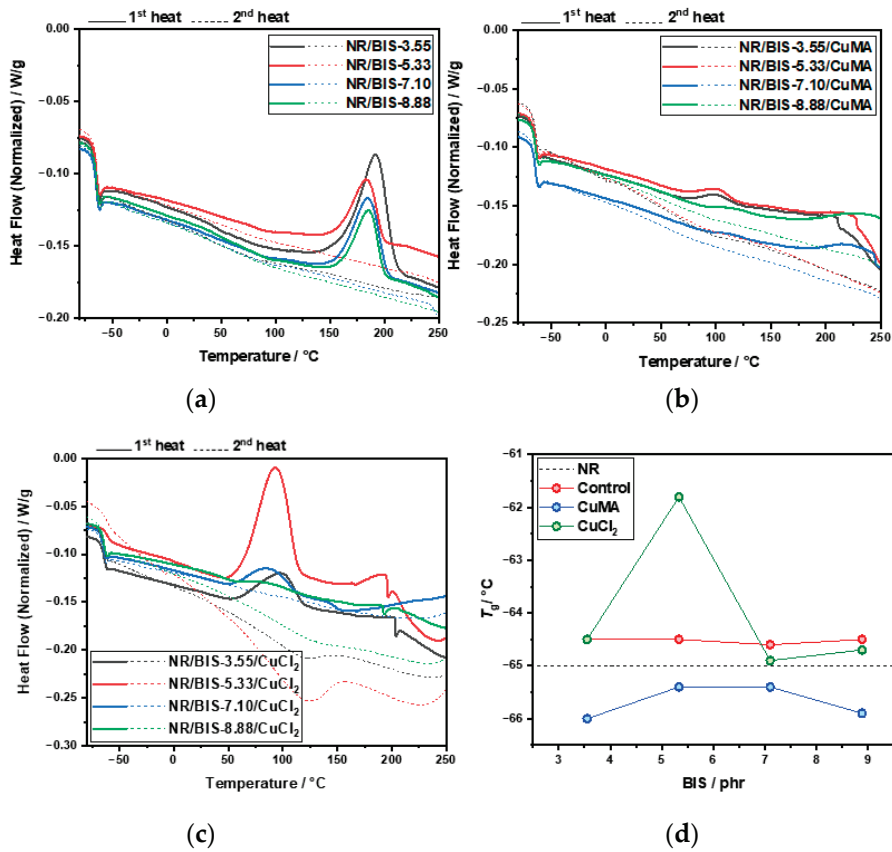 1st heat 2nd heat
0.00
−0.05
−0.10
−0.15
−0.20
Heat Flow (Normalized) / W/g
NR/BIS-3.55
NR/BIS-5.33
NR/BIS-7.10
NR/BIS-8.88
−50 0 50 100 150 200 250
Temperature / °C
(a)
1st heat 2nd heat
0.00
−0.05
−0.10
−0.15
−0.20
−0.25
Heat Flow (Normalized) / W/g
NR/BIS-3.55/CuMA
NR/BIS-5.33/CuMA
NR/BIS-7.10/CuMA
NR/BIS-8.88/CuMA
−50 0 50 100 150 200 250
Temperature / °C
(b)
1st heat 2nd heat
0.00
−0.05
−0.10
−0.15
−0.20
−0.25
−0.30
Heat Flow (Normalized) / W/g
NR/BIS-3.55/CuCl2
NR/BIS-5.33/CuCl2
NR/BIS-7.10/CuCl2
NR/BIS-8.88/CuCl2
−50 0 50 100 150 200 250
Temperature / °C
(c)
−61
−62
−63
−64
−65
−66
Tg/ °C
NR
Control
CuMA
CuCl2
3 4 5 6 7 8 9
BIS / phr
(d)